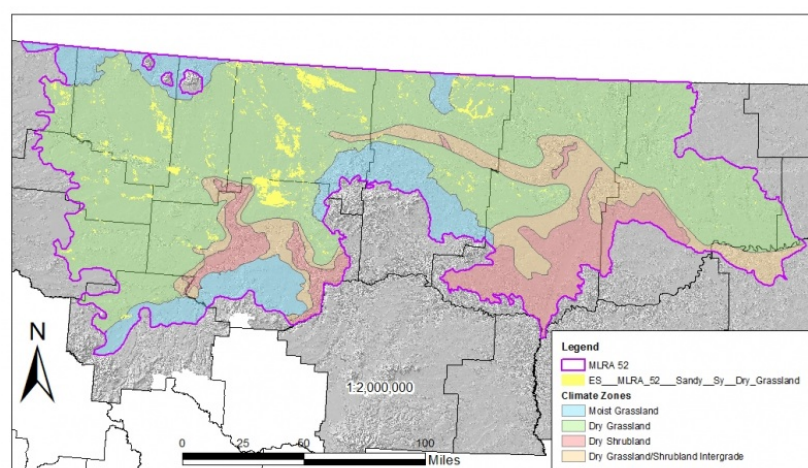 N
1:2,000,000
0 25 50 100
Miles
Legend
MLRA 52
ES___MLRA_52___Sandy__Sy__Dry_Grassland
Climate Zones
Moist Grassland
Dry Grassland
Dry Shrubland
Dry Grassland/Shrubland Intergrade